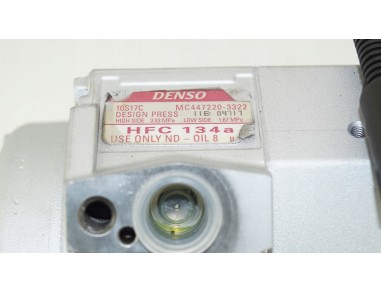 DENSO
10S17C MC447220-3322
DESIGN PRESS
HIGH SIDE 3.53 MPa LOW SIDE 1.67 MPa
HFC 134a
USE ONLY ND-OIL 8